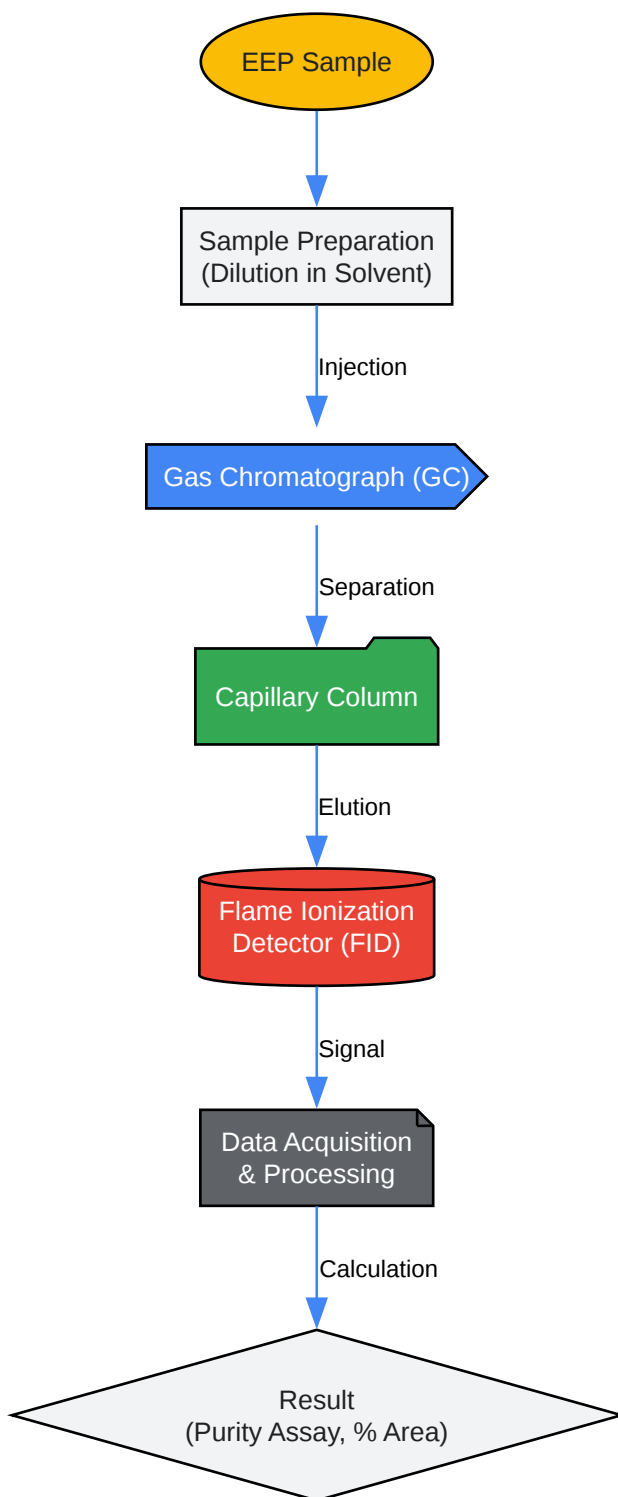 EEP Sample
Sample Preparation
(Dilution in Solvent)
Injection
Gas Chromatograph (GC)
Separation
Capillary Column
Elution
Flame Ionization
Detector (FID)
Signal
Data Acquisition
& Processing
Calculation
Result
(Purity Assay, % Area)